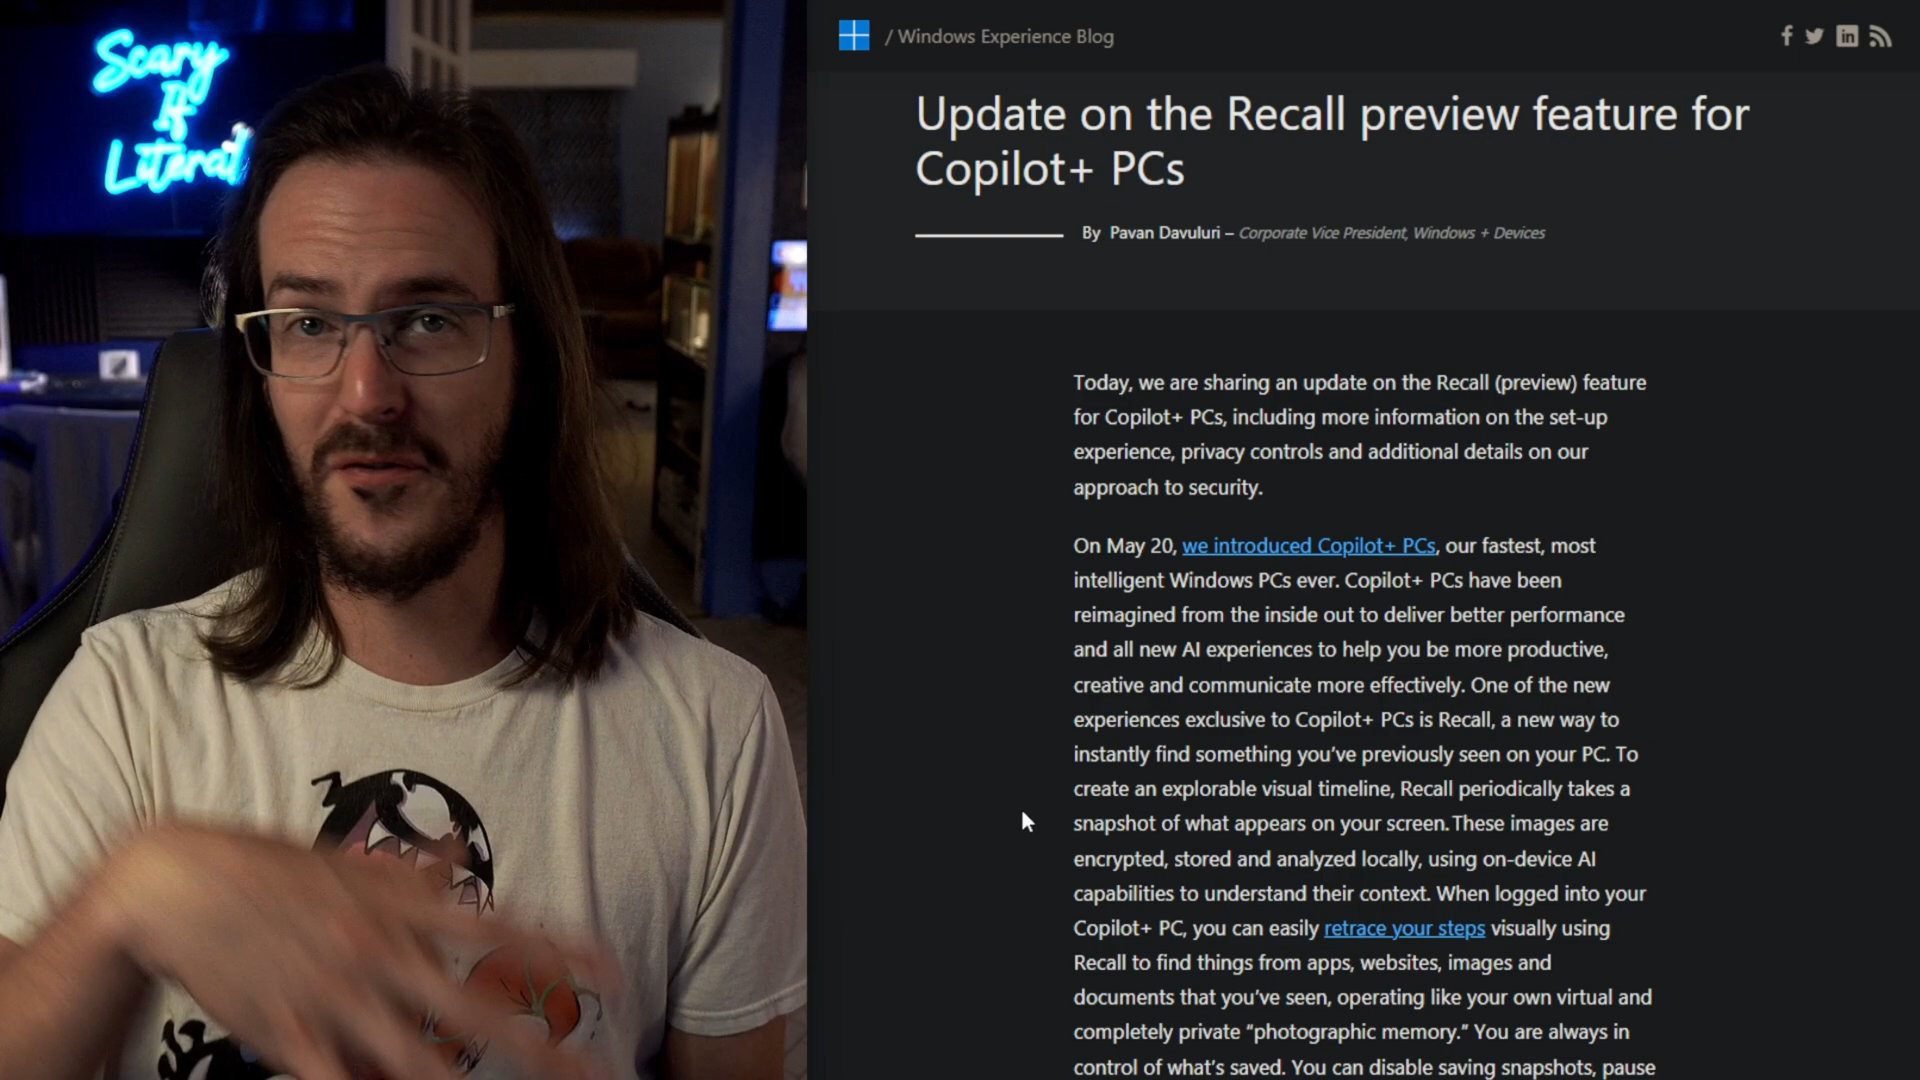 Scary
Is
Literal
/ Windows Experience Blog
Update on the Recall preview feature for
Copilot+ PCs
By Pavan Davuluri – Corporate Vice President, Windows + Devices
Today, we are sharing an update on the Recall (preview) feature
for Copilot+ PCs, including more information on the set-up
experience, privacy controls and additional details on our
approach to security.
On May 20, we introduced Copilot+ PCs, our fastest, most
intelligent Windows PCs ever. Copilot+ PCs have been
reimagined from the inside out to deliver better performance
and all new AI experiences to help you be more productive,
creative and communicate more effectively. One of the new
experiences exclusive to Copilot+ PCs is Recall, a new way to
instantly find something you’ve previously seen on your PC. To
create an explorable visual timeline, Recall periodically takes a
snapshot of what appears on your screen. These images are
encrypted, stored and analyzed locally, using on-device AI
capabilities to understand their context. When logged into your
Copilot+ PC, you can easily retrace your steps visually using
Recall to find things from apps, websites, images and
documents that you’ve seen, operating like your own virtual and
completely private “photographic memory.” You are always in
control of what’s saved. You can disable saving snapshots, pause